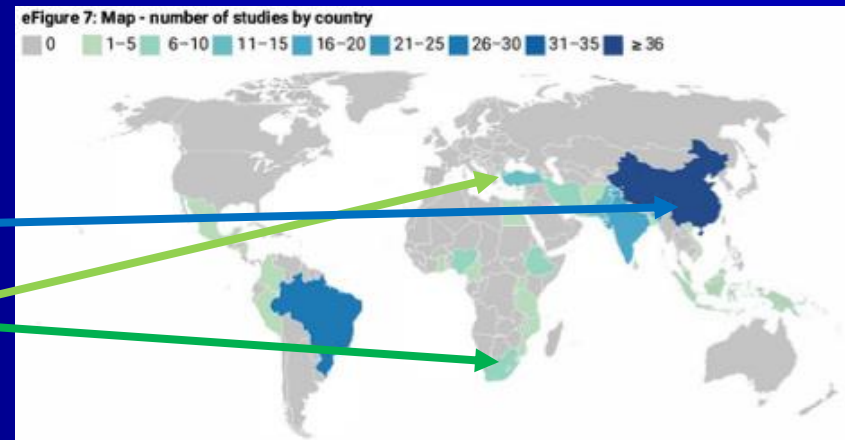 eFigure 7: Map - number of studies by country
0 1–5 6–10 11–15 16–20 21–25 26–30 31–35 ≥ 36